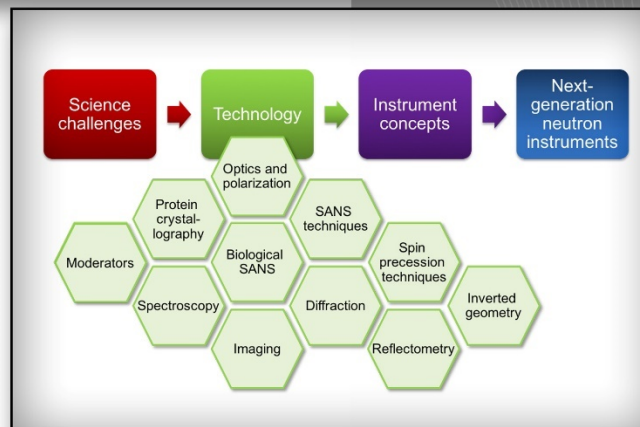 Science
challenges
Technology
Instrument
concepts
Next-
generation
neutron
instruments
Optics and
polarization
Protein
crystal-
lography
SANS
techniques
Moderators
Biological
SANS
Spin
precession
techniques
Spectroscopy
Diffraction
Inverted
geometry
Imaging
Reflectometry